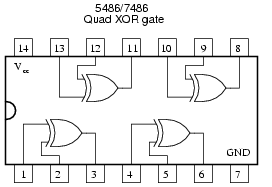 5486/7486
Quad XOR gate
14 13 12 11 10 9 8
Vcc
GND
1 2 3 4 5 6 7